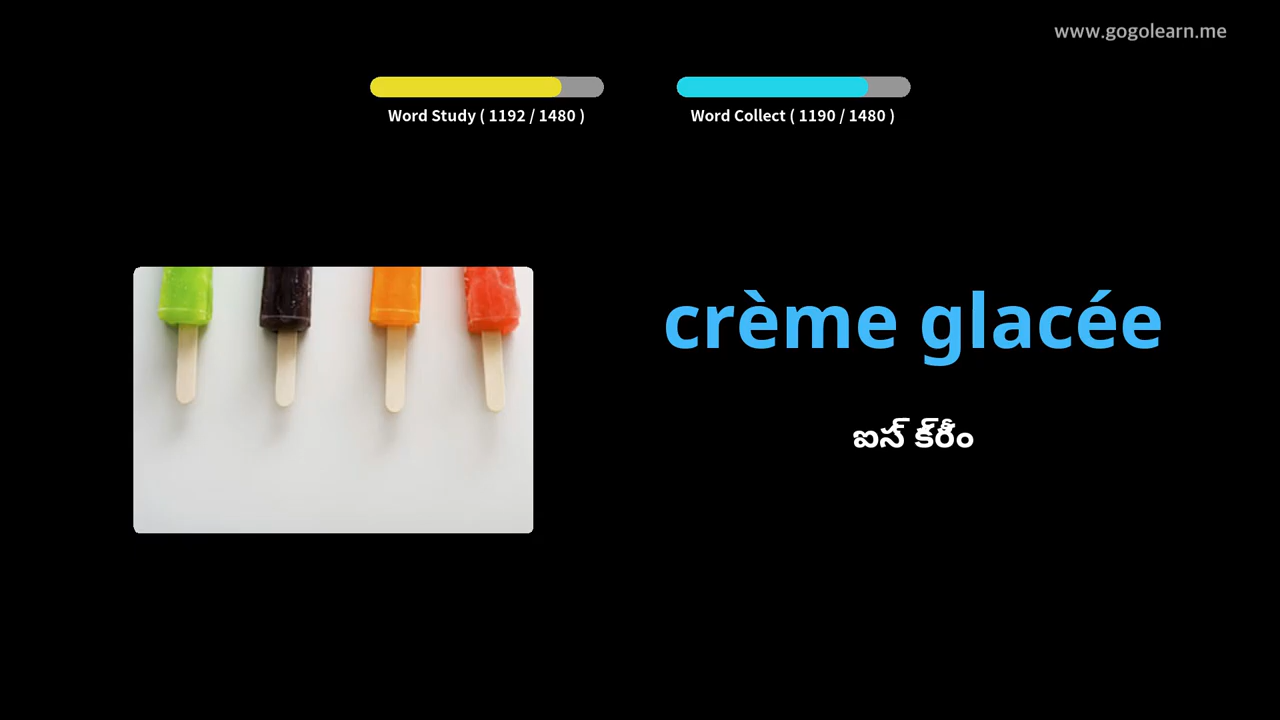 www.gogolearn.me
Word Study ( 1192 / 1480 )
Word Collect ( 1190 / 1480 )
crème glacée
ఐస్ క్రీం